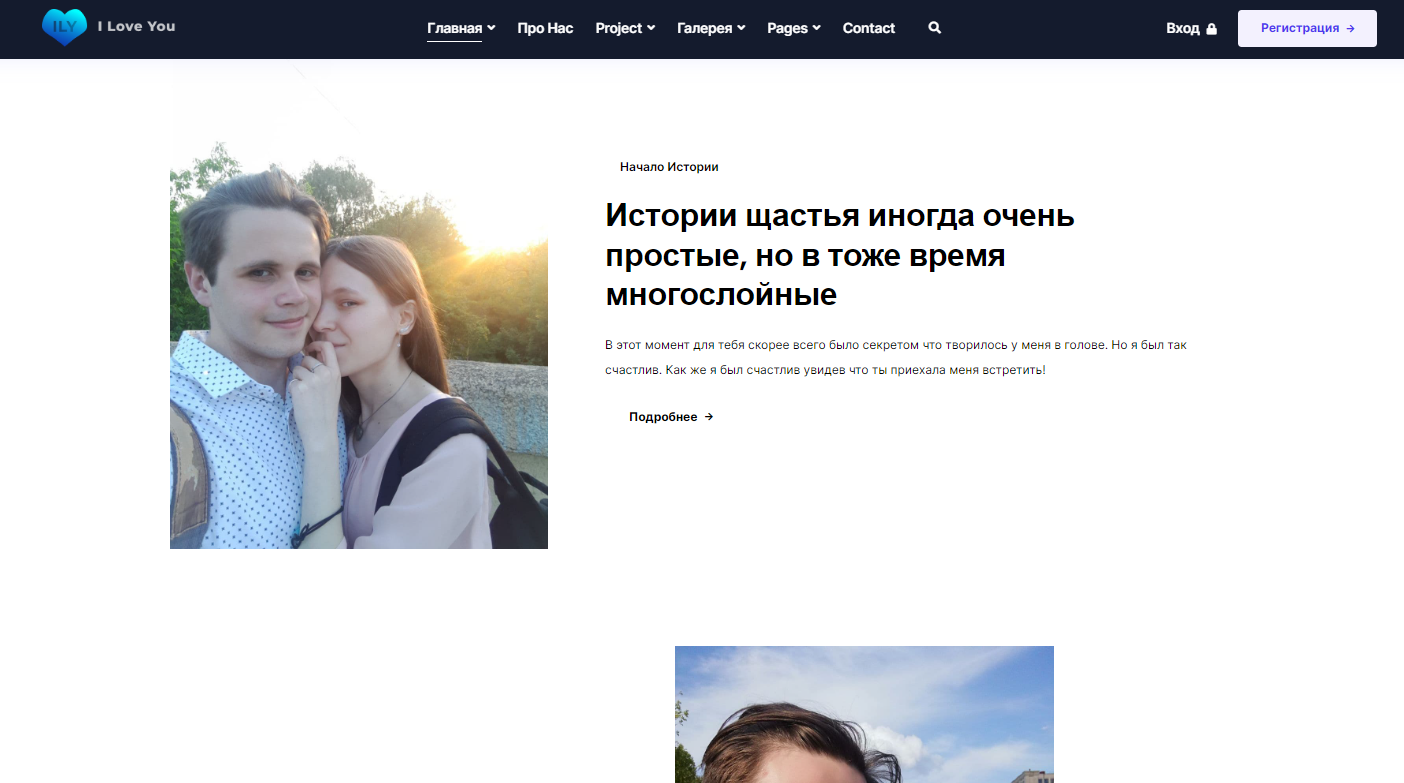 ILY I Love You Главная Про Нас Project Галерея Pages Contact Вход Регистрация →
Начало Истории
Истории щастья иногда очень
простые, но в тоже время
многослойные
В этот момент для тебя скорее всего было секретом что творилось у меня в голове. Но я был так
счастлив. Как же я был счастлив увидев что ты приехала меня встретить!
Подробнее →